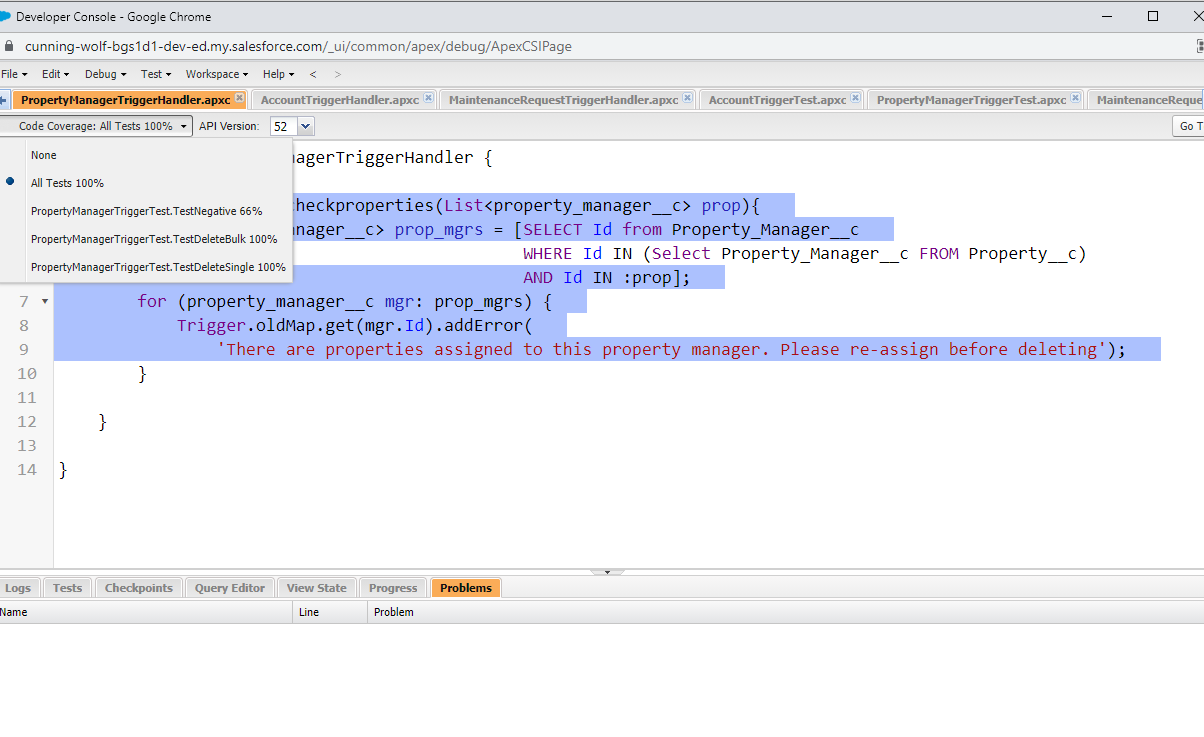 Developer Console - Google Chrome
cunning-wolf-bgs1d1-dev-ed.my.salesforce.com/_ui/common/apex/debug/ApexCSIPage
File Edit Debug Test Workspace Help < >
PropertyManagerTriggerHandler.apxc AccountTriggerHandler.apxc MaintenanceRequestTriggerHandler.apxc AccountTriggerTest.apxc PropertyManagerTriggerTest.apxc MaintenanceReque
Code Coverage: All Tests 100% API Version: 52 Go T
None
All Tests 100%
PropertyManagerTriggerTest.TestNegative 66%
PropertyManagerTriggerTest.TestDeleteBulk 100%
PropertyManagerTriggerTest.TestDeleteSingle 100%
nagerTriggerHandler {
checkproperties(List<property_manager__c> prop){
anager__c> prop_mgrs = [SELECT Id from Property_Manager__c
WHERE Id IN (Select Property_Manager__c FROM Property__c)
AND Id IN :prop];
7 for (property_manager__c mgr: prop_mgrs) {
8 Trigger.oldMap.get(mgr.Id).addError(
9 'There are properties assigned to this property manager. Please re-assign before deleting');
10 }
11
12 }
13
14 }
Logs Tests Checkpoints Query Editor View State Progress Problems
Name Line Problem